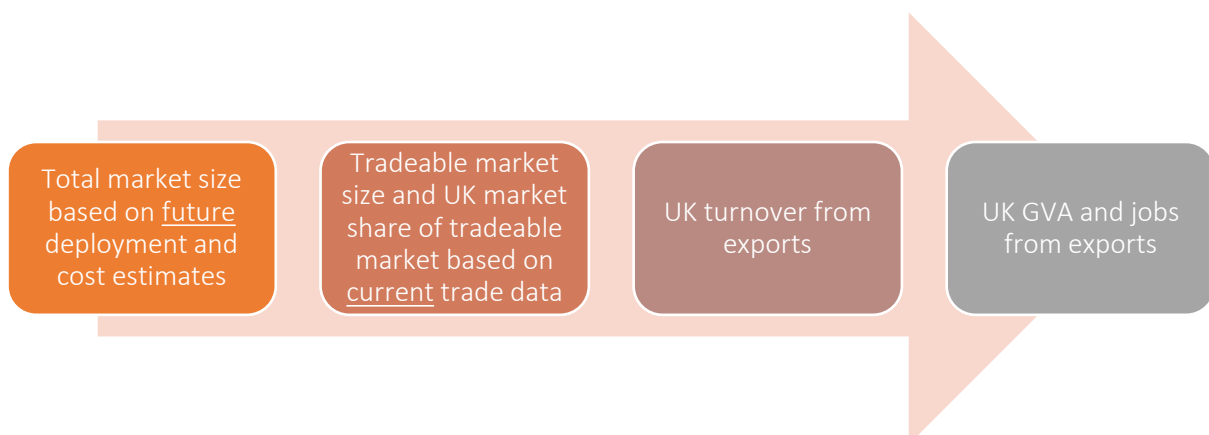 Total market size
based on future
deployment and
cost estimates
Tradeable market
size and UK market
share of tradeable
market based on
current trade data
UK turnover from
exports
UK GVA and jobs
from exports